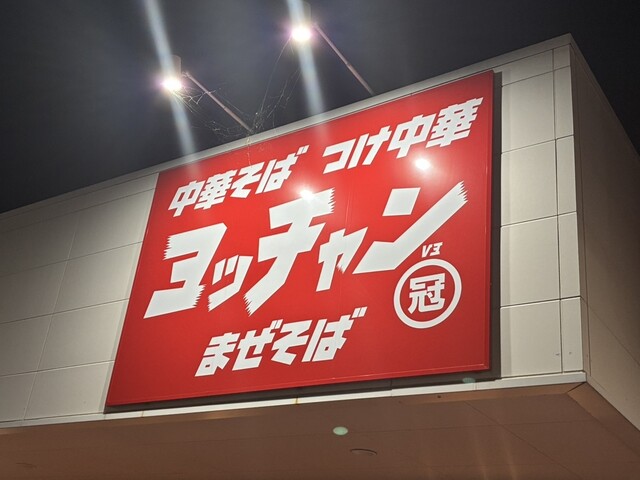 中華そば つけ中華
ヨッチャン
V3
冠
まぜそば